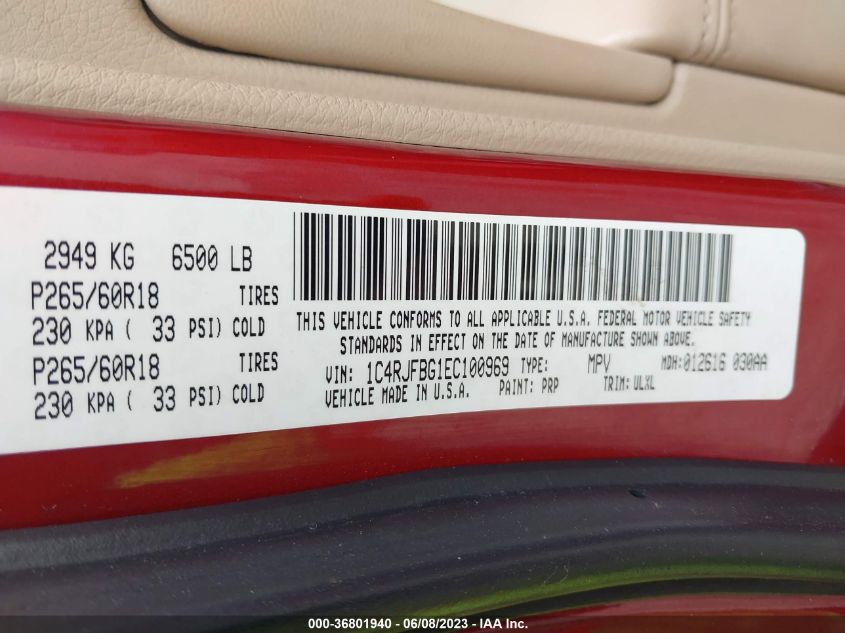 2949 KG 6500 LB
P265/60R18 TIRES
230 KPA ( 33 PSI) COLD
P265/60R18 TIRES
230 KPA ( 33 PSI) COLD
THIS VEHICLE CONFORMS TO ALL APPLICABLE U.S.A. FEDERAL MOTOR VEHICLE SAFETY
STANDARDS IN EFFECT ON THE DATE OF MANUFACTURE SHOWN ABOVE.
VIN: 1C4RJFBG1EC100969 TYPE: MPV MDH:012616 030AA
VEHICLE MADE IN U.S.A. PAINT: PRP TRIM: ULXL
000-36801940 - 06/08/2023 - IAA Inc.